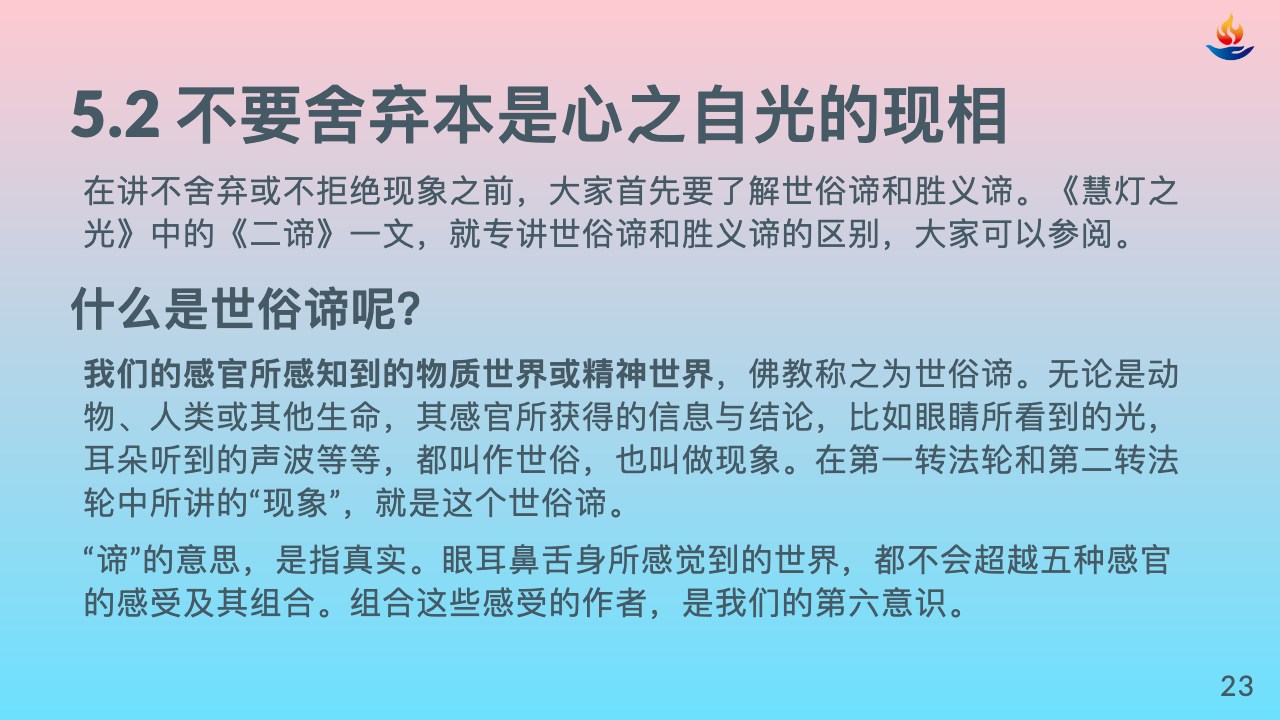 5.2 不要舍弃本是心之自光的现相
在讲不舍弃或不拒绝现象之前，大家首先要了解世俗谛和胜义谛。《慧灯之
光》中的《二谛》一文，就专讲世俗谛和胜义谛的区别，大家可以参阅。
什么是世俗谛呢？
我们的感官所感知到的物质世界或精神世界，佛教称之为世俗谛。无论是动
物、人类或其他生命，其感官所获得的信息与结论，比如眼睛所看到的光，
耳朵听到的声波等等，都叫作世俗，也叫做现象。在第一转法轮和第二转法
轮中所讲的“现象”，就是这个世俗谛。
“谛”的意思，是指真实。眼耳鼻舌身所感觉到的世界，都不会超越五种感官
的感受及其组合。组合这些感受的作者，是我们的第六意识。
23